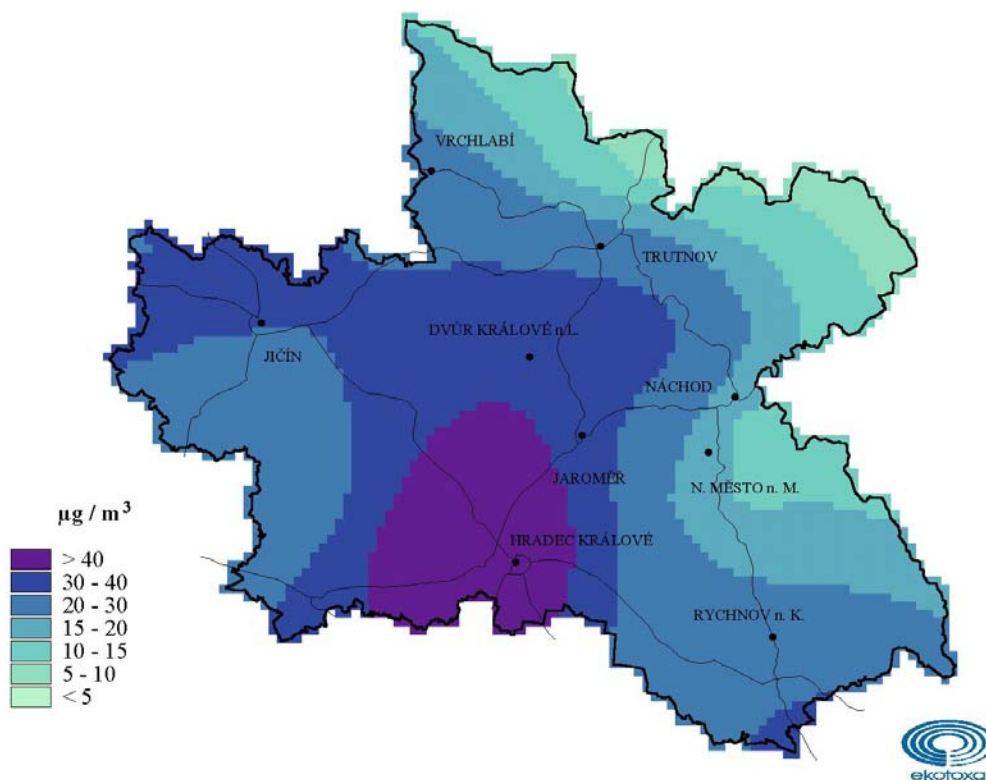 VRCHLABÍ
TRUTNOV
DVŮR KRÁLOVÉ n.L.
JIČÍN
NÁCHOD
JAROMĚŘ
N. MĚSTO n. M.
HRADEC KRÁLOVÉ
RYCHNOV n. K.
µg / m³
> 40
30 - 40
20 - 30
15 - 20
10 - 15
5 - 10
< 5
ekotoxa